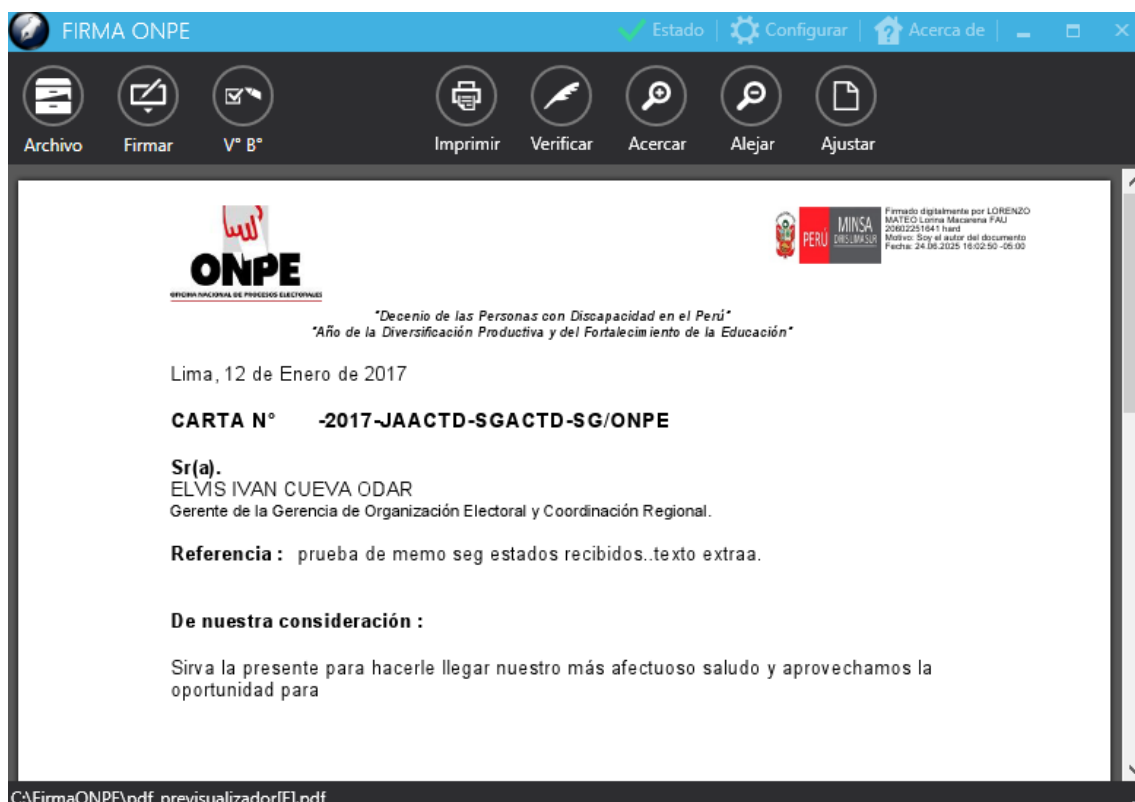 FIRMA ONPE
Estado
Configurar
Acerca de
Archivo
Firmar
V° B°
Imprimir
Verificar
Acercar
Alejar
Ajustar
ONPE
OFICINA NACIONAL DE PROCESOS ELECTORALES
PERÚ
MINSA
DIRIS LIMA SUR
Firmado digitalmente por LORENZO
MATEO Lorina Macarena FAU
20602251641 hard
Motivo: Soy el autor del documento
Fecha: 24.06.2025 16:02:50 -05:00
"Decenio de las Personas con Discapacidad en el Perú"
"Año de la Diversificación Productiva y del Fortalecimiento de la Educación"
Lima, 12 de Enero de 2017
CARTA N° -2017-JAACTD-SGACTD-SG/ONPE
Sr(a).
ELVIS IVAN CUEVA ODAR
Gerente de la Gerencia de Organización Electoral y Coordinación Regional.
Referencia : prueba de memo seg estados recibidos..texto extraa.
De nuestra consideración :
Sirva la presente para hacerle llegar nuestro más afectuoso saludo y aprovechamos la
oportunidad para
C:\FirmaONPE\pdf_previsualizador[F].pdf